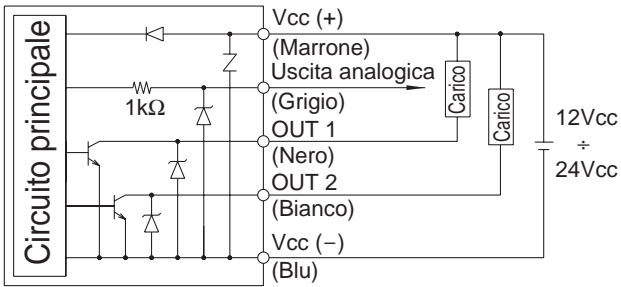 Circuito principale
Vcc (+)
(Marrone)
Uscita analogica
1kΩ
(Grigio)
OUT 1
(Nero)
OUT 2
(Bianco)
Vcc (−)
(Blu)
Carico
Carico
12Vcc
÷
24Vcc